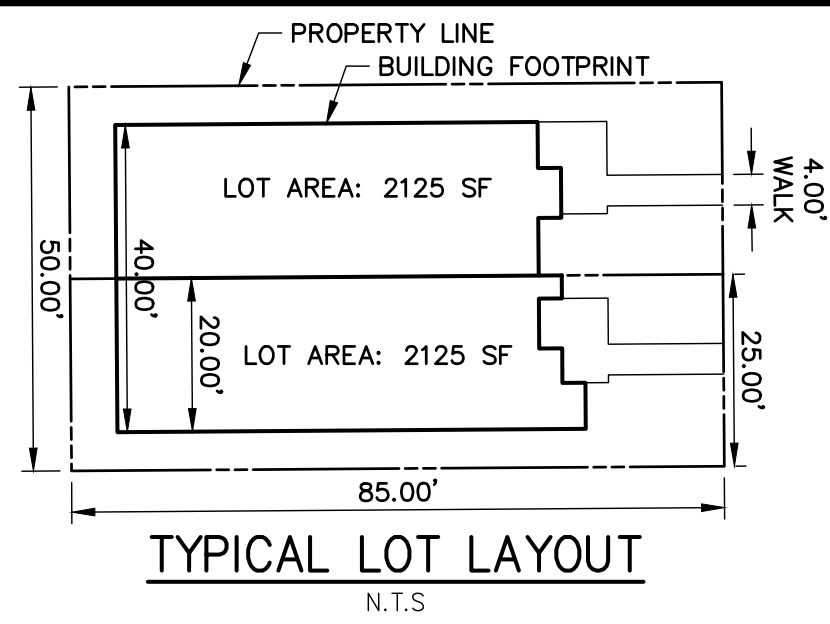 PROPERTY LINE
BUILDING FOOTPRINT
LOT AREA: 2125 SF
4.00'
WALK
50.00'
40.00'
20.00'
LOT AREA: 2125 SF
25.00'
85.00'
TYPICAL LOT LAYOUT
N.T.S